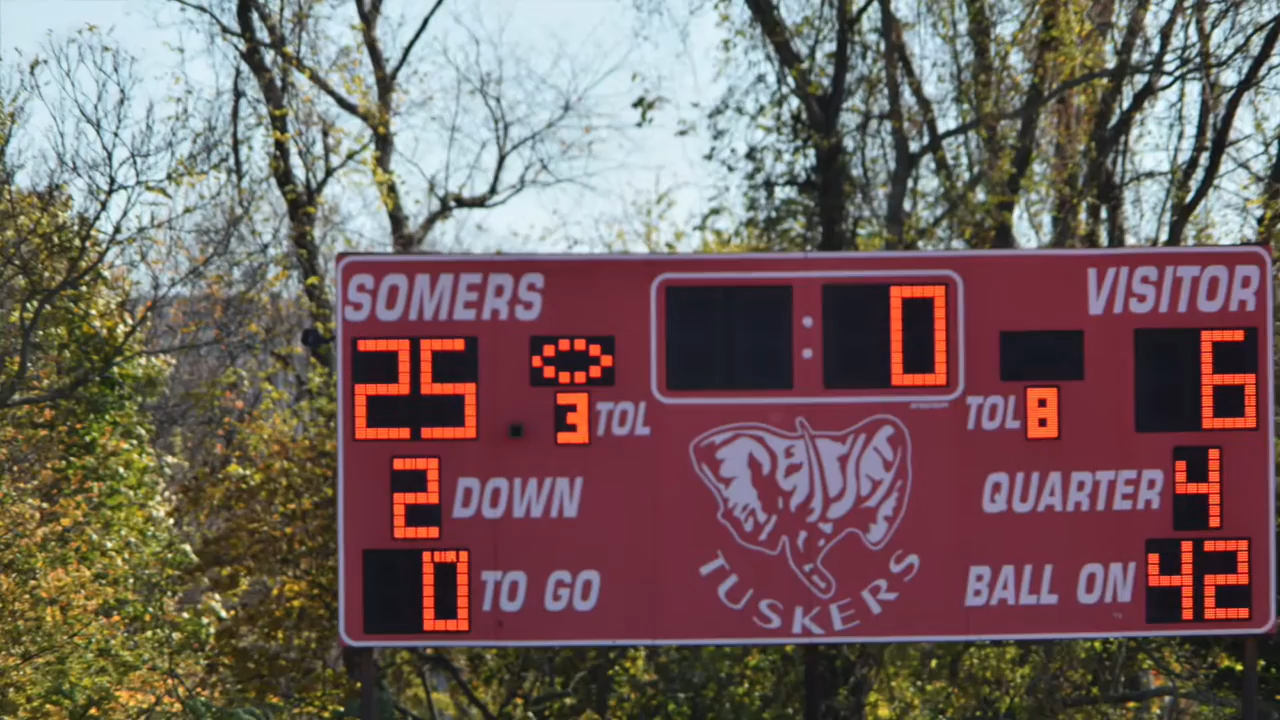 SOMERS
0
VISITOR
25
6
3 TOL
TOL 8
2 DOWN
QUARTER 4
0 TO GO
TUSKERS
BALL ON 42